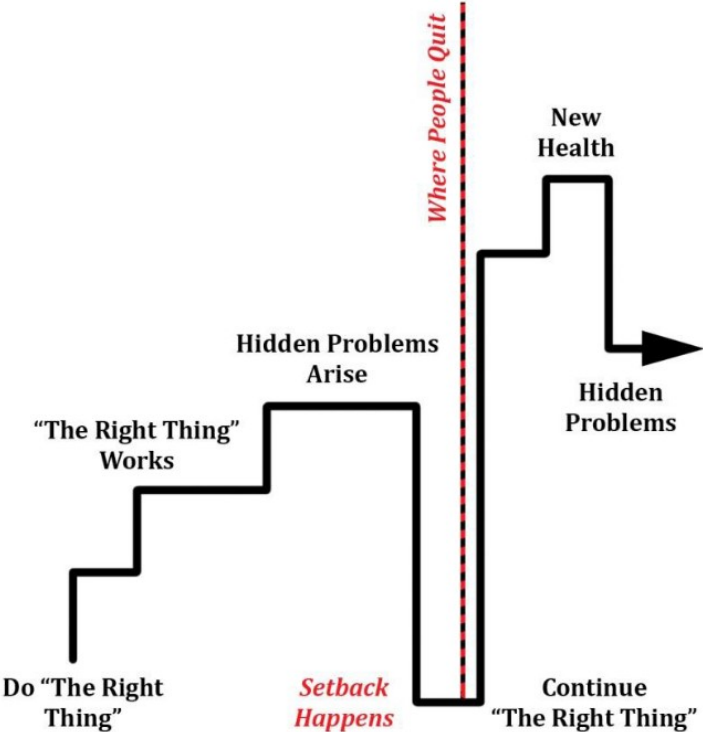 Where People Quit
New
Health
Hidden Problems
Arise
Hidden
Problems
“The Right Thing”
Works
Do “The Right
Thing”
Setback
Happens
Continue
“The Right Thing”